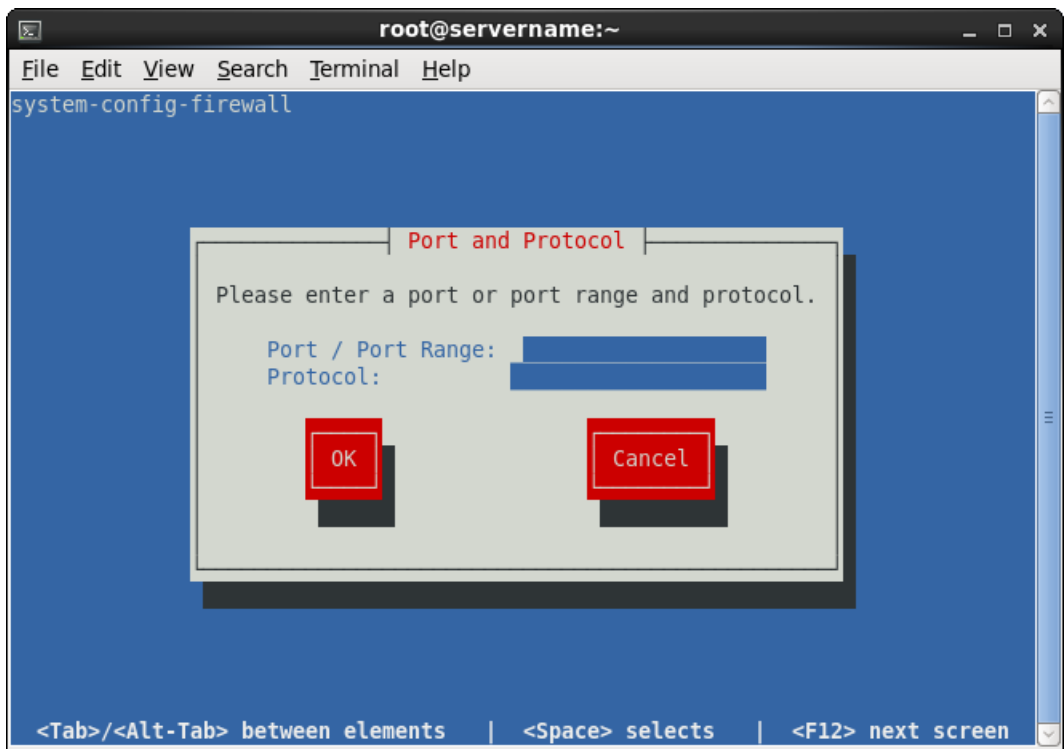 root@servername:~
File Edit View Search Terminal Help
system-config-firewall
Port and Protocol
Please enter a port or port range and protocol.
Port / Port Range:
Protocol:
OK Cancel
<Tab>/<Alt-Tab> between elements | <Space> selects | <F12> next screen